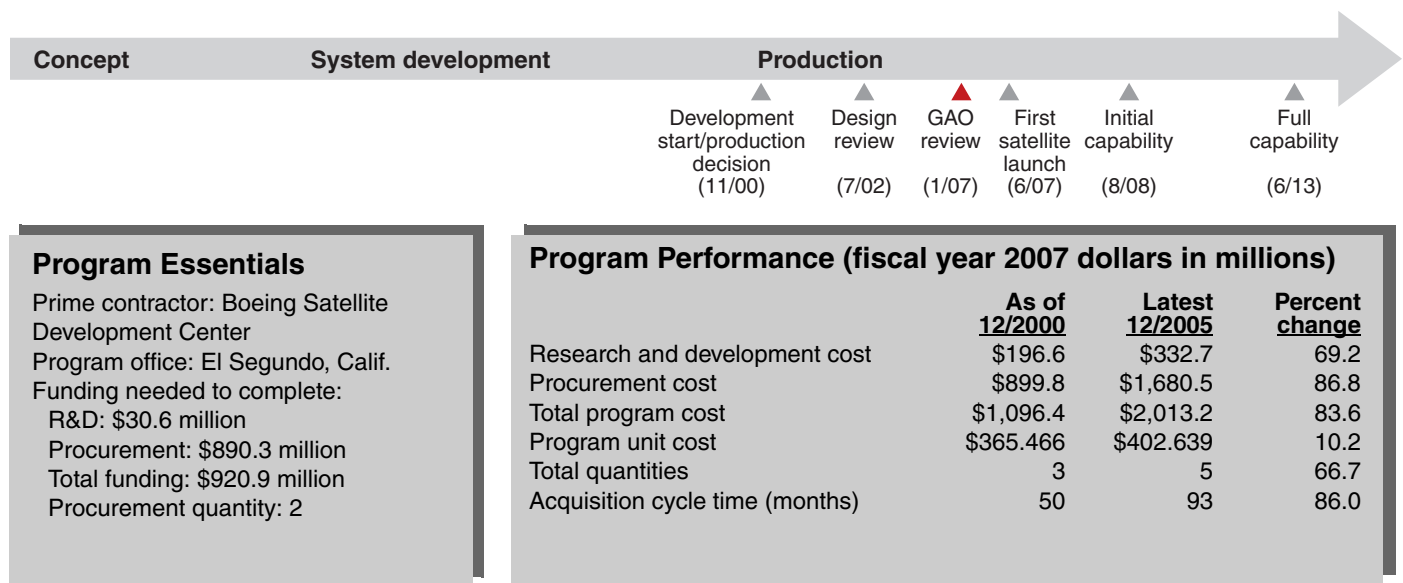 Concept System development Production
Development start/production decision (11/00)
Design review (7/02)
GAO review (1/07)
First satellite launch (6/07)
Initial capability (8/08)
Full capability (6/13)
Program Essentials
Prime contractor: Boeing Satellite
Development Center
Program office: El Segundo, Calif.
Funding needed to complete:
R&D: $30.6 million
Procurement: $890.3 million
Total funding: $920.9 million
Procurement quantity: 2
Program Performance (fiscal year 2007 dollars in millions)
As of Latest Percent
12/2000 12/2005 change
Research and development cost $196.6 $332.7 69.2
Procurement cost $899.8 $1,680.5 86.8
Total program cost $1,096.4 $2,013.2 83.6
Program unit cost $365.466 $402.639 10.2
Total quantities 3 5 66.7
Acquisition cycle time (months) 50 93 86.0